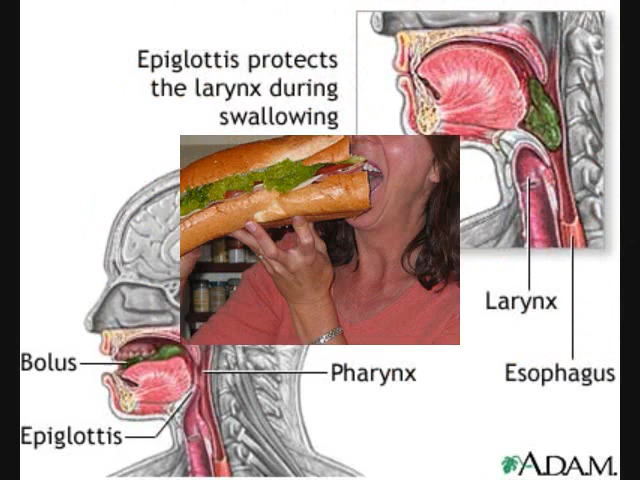 Epiglottis protects
the larynx during
swallowing
Larynx
Bolus
Pharynx
Esophagus
Epiglottis
A.D.A.M.